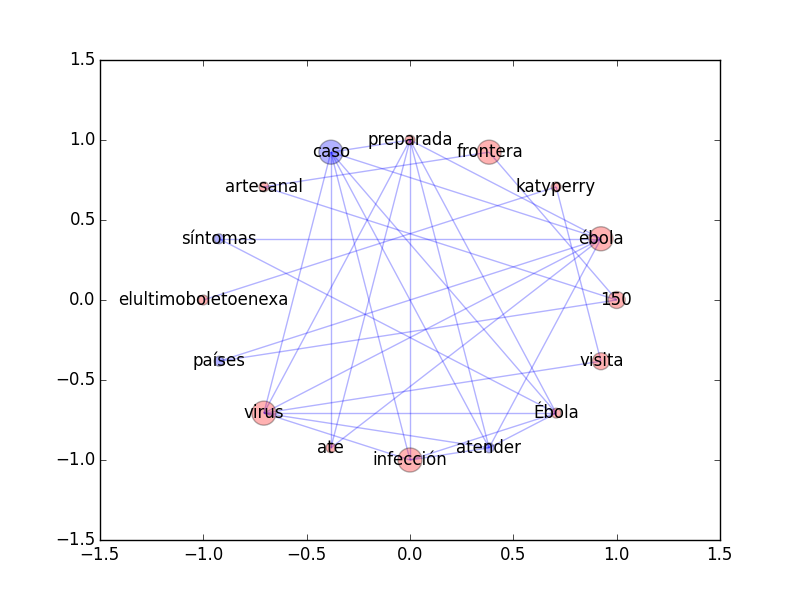 1.5
1.0
0.5
0.0
−0.5
−1.0
−1.5
preparada
caso
frontera
artesanal
katyperry
síntomas
ébola
elultimoboletoenexa
150
países
visita
virus
Ébola
ate
atender
infección
−1.5
−1.0
−0.5
0.0
0.5
1.0
1.5